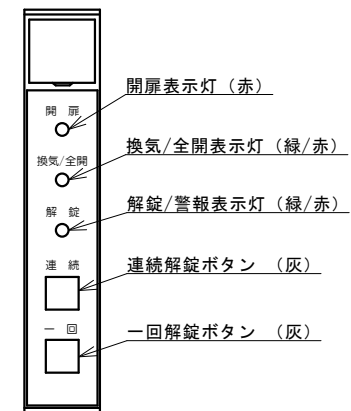 開扉表示灯（赤）
開　扉
換気/全開表示灯（緑/赤）
換気/全開
解錠/警報表示灯（緑/赤）
解　錠
連続解錠ボタン　（灰）
連　続
一回解錠ボタン　（灰）
一　回